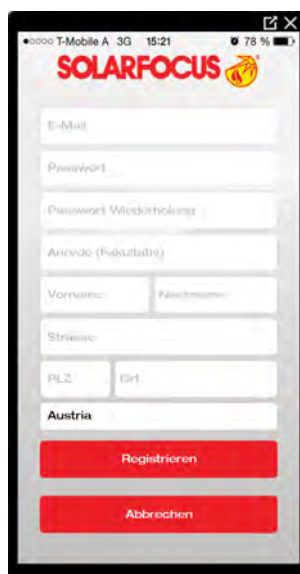 T-Mobile A 3G 15:21 78 %
SOLARFOCUS
E-Mail
Passwort
Passwort Wiederholung
Anrede (Fakultativ)
Vorname Nachname
Strasse
PLZ Ort
Austria
Registrieren
Abbrechen